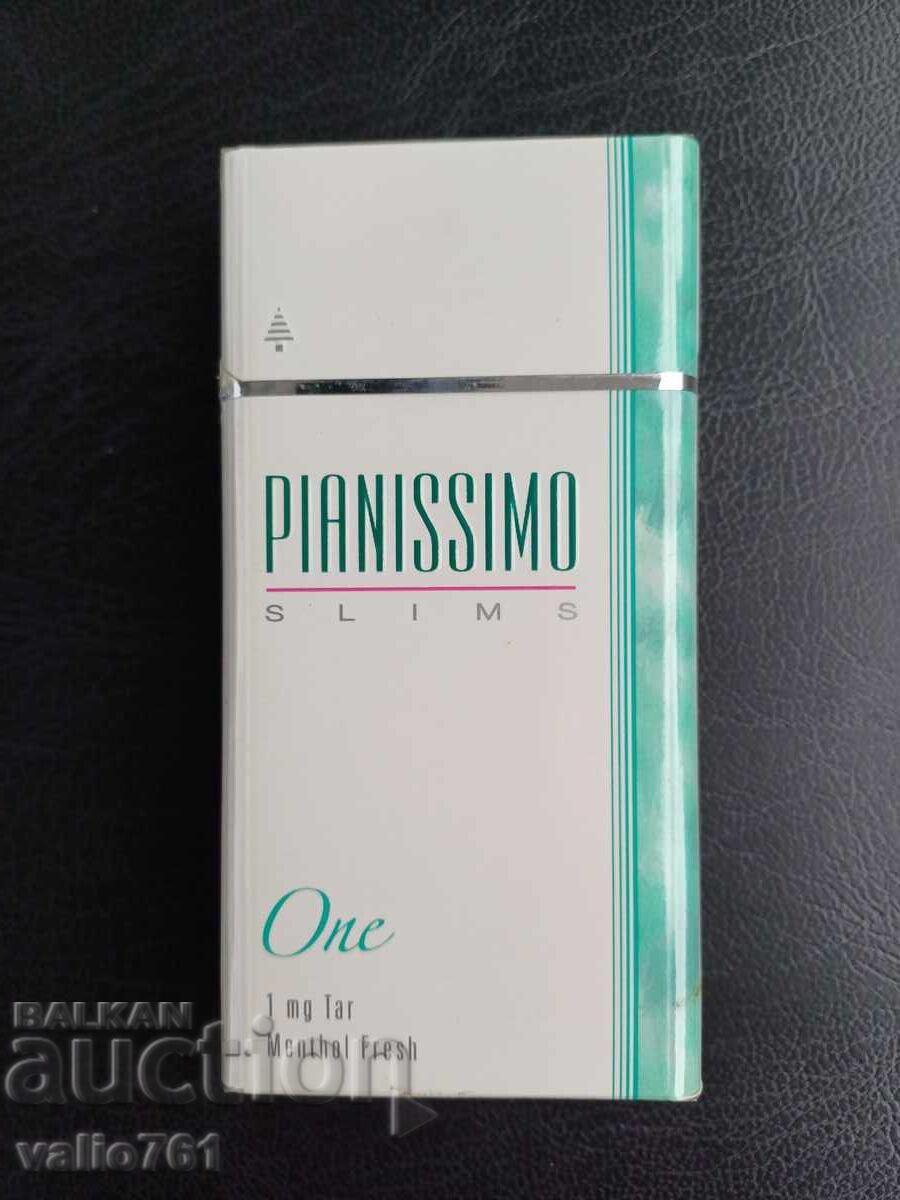 PIANISSIMO
SLIMS
One
1 mg Tar
Menthol Fresh
BALKAN
auction
valio761